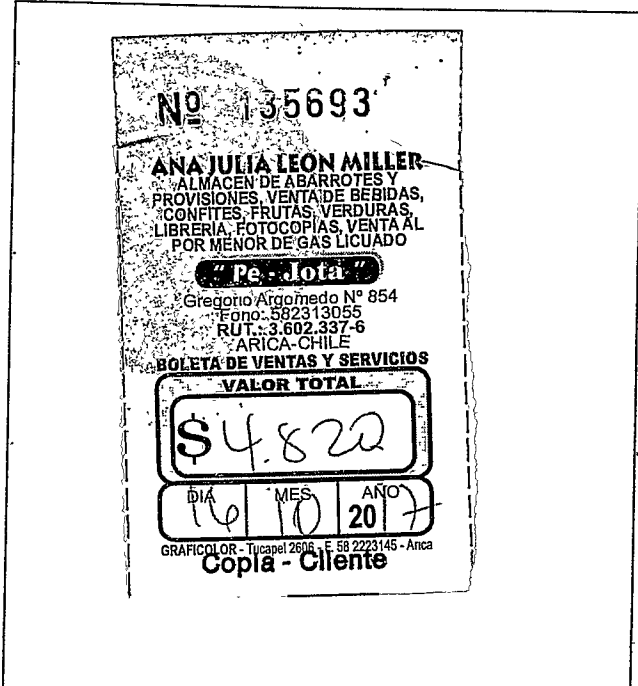 Nº 135693
ANA JULIA LEON MILLER
ALMACEN DE ABARROTES Y
PROVISIONES, VENTA DE BEBIDAS,
CONFITES, FRUTAS, VERDURAS,
LIBRERIA, FOTOCOPIAS, VENTA AL
POR MENOR DE GAS LICUADO
" Pe - Jota "
Gregorio Argomedo Nº 854
Fono: 582313055
RUT.: 3.602.337-6
ARICA-CHILE
BOLETA DE VENTAS Y SERVICIOS
VALOR TOTAL
$ 4.820
DIA MES AÑO
16 10 2017
GRAFICOLOR - Tucapel 2606 - F. 58 2223145 - Arica
Copia - Cliente